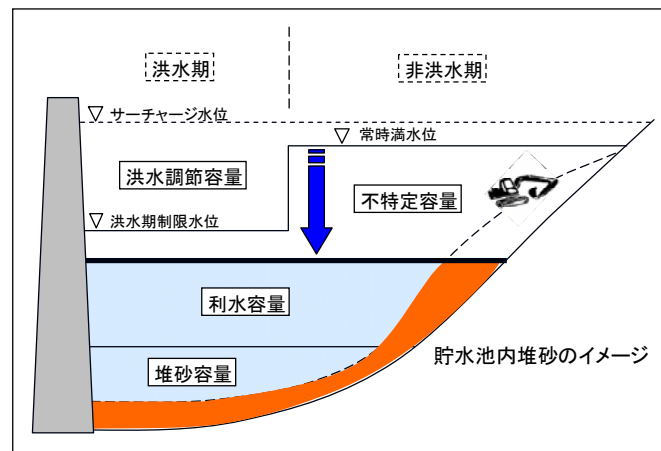 洪水期
非洪水期
▽ サーチャージ水位
▽ 常時満水位
洪水調節容量
不特定容量
▽ 洪水期制限水位
利水容量
貯水池内堆砂のイメージ
堆砂容量